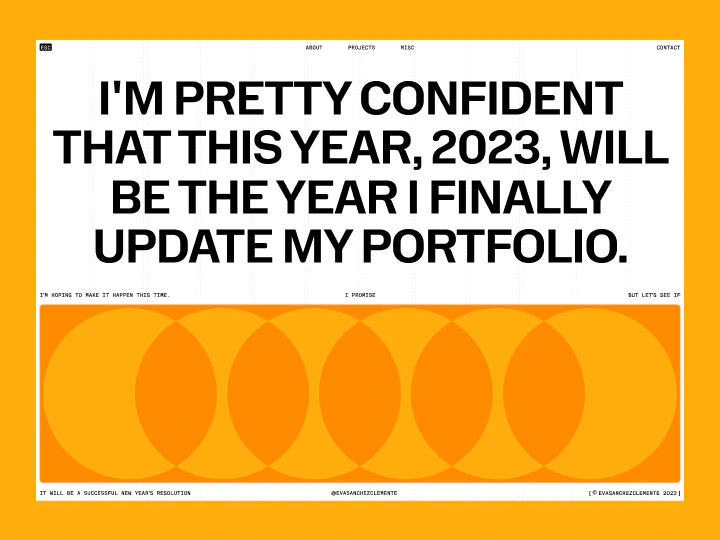 ESC ABOUT PROJECTS MISC CONTACT
I'M PRETTY CONFIDENT
THAT THIS YEAR, 2023, WILL
BE THE YEAR I FINALLY
UPDATE MY PORTFOLIO.
I'M HOPING TO MAKE IT HAPPEN THIS TIME. I PROMISE BUT LET'S SEE IF
IT WILL BE A SUCCESSFUL NEW YEAR'S RESOLUTION @EVASANCHEZCLEMENTE [ © EVASANCHEZCLEMENTE 2023 ]